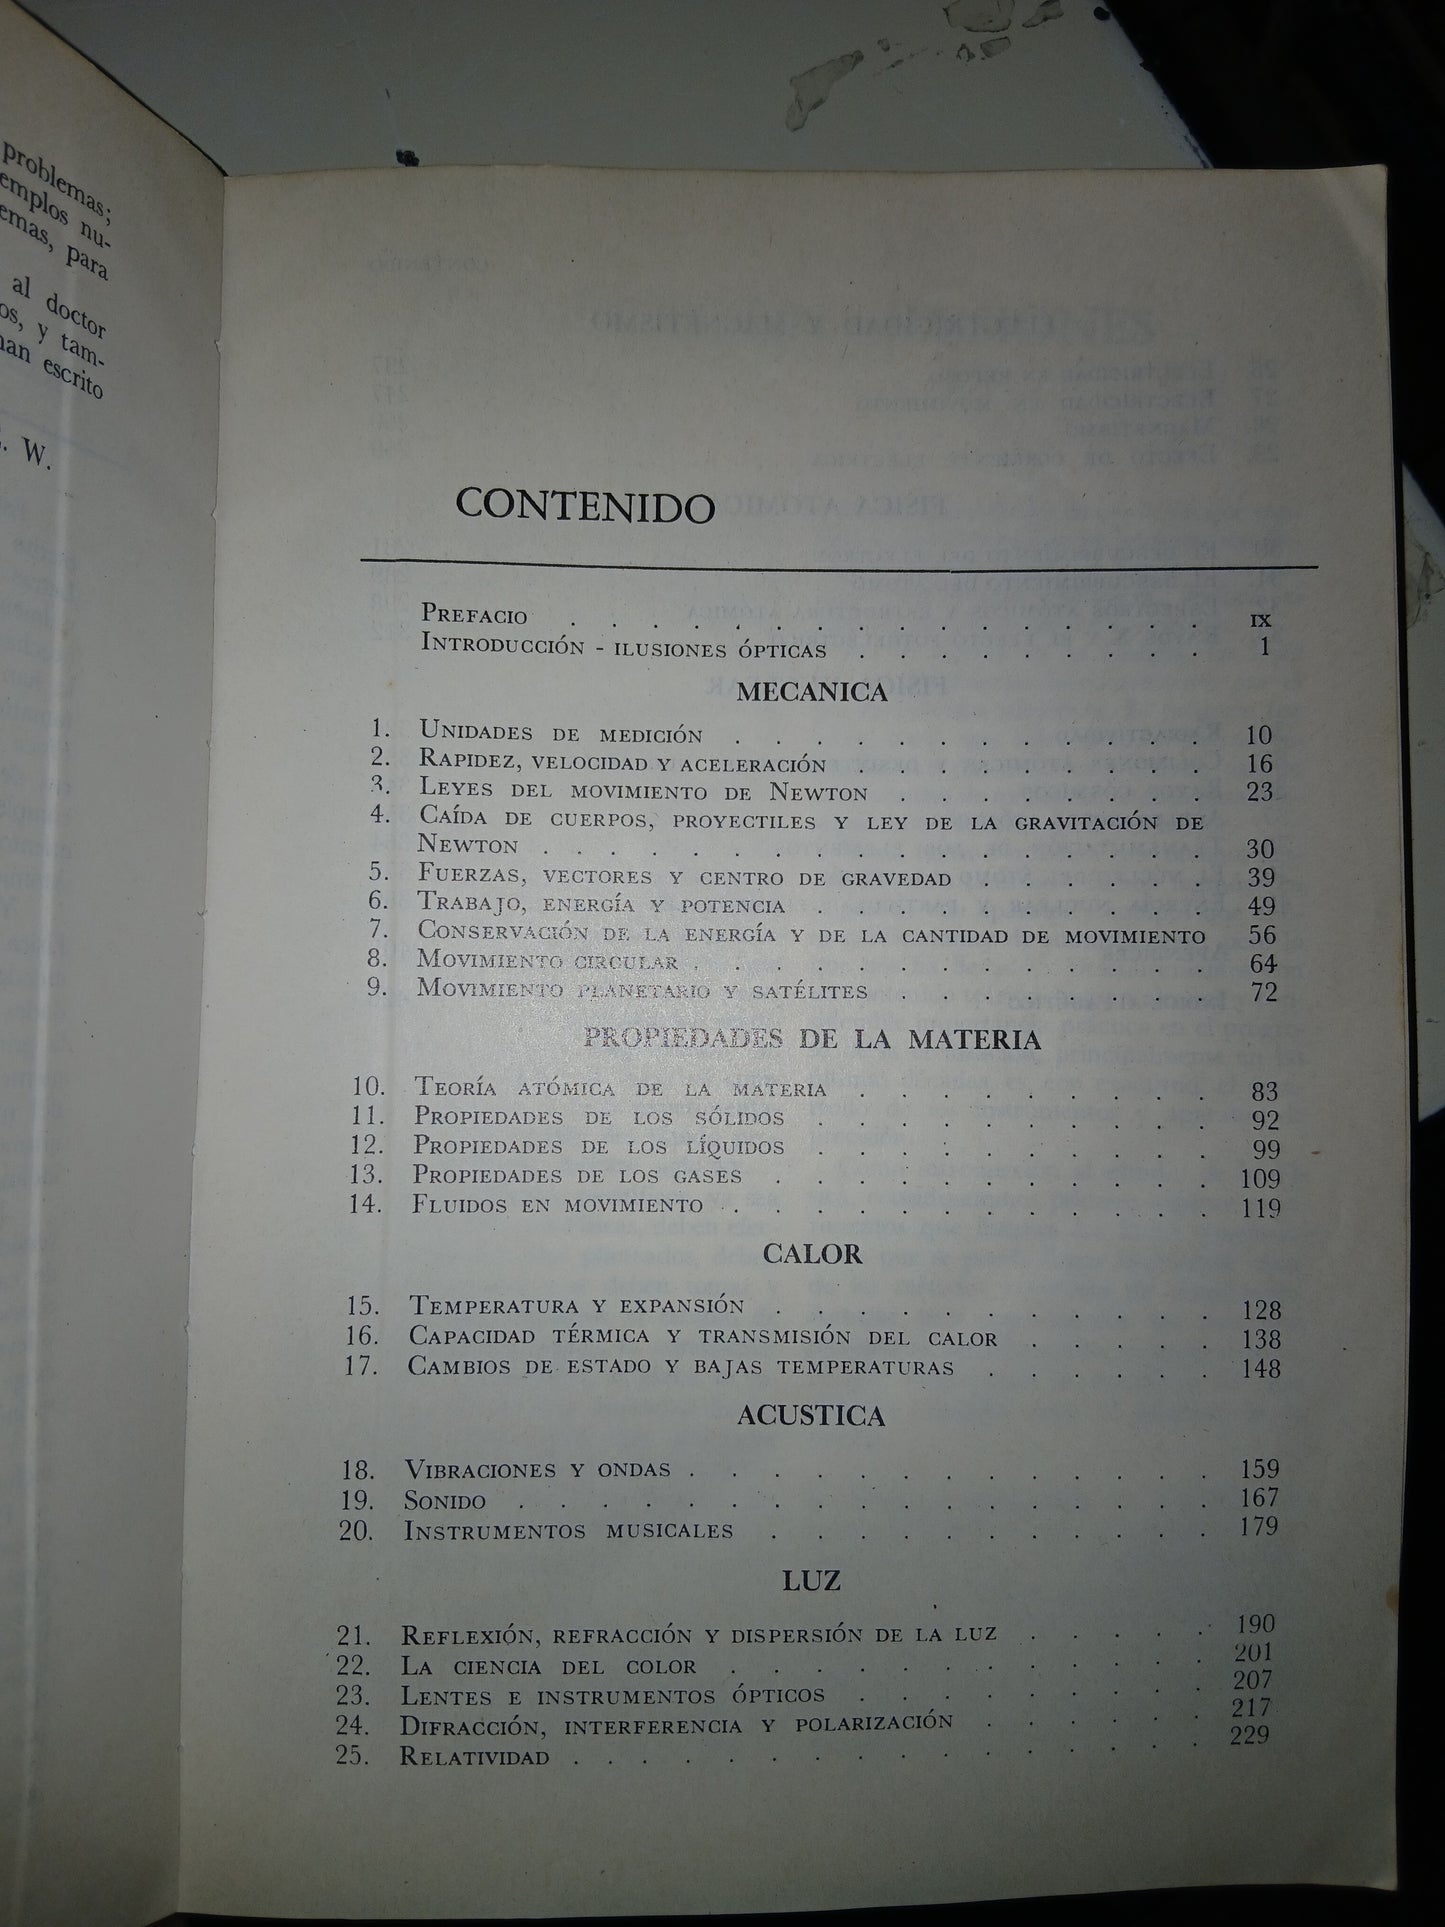 problemas;
emplos nu-
emas, para
al doctor
os, y tam-
han escrito
W.
CONTENIDO
PREFACIO . . . . . . . . . . . . . . IX
INTRODUCCIÓN - ILUSIONES ÓPTICAS . . . . . . . . . 1
MECANICA
1. UNIDADES DE MEDICIÓN . . . . . . . . . . . . 10
2. RAPIDEZ, VELOCIDAD Y ACELERACIÓN . . . . . . . . . 16
3. LEYES DEL MOVIMIENTO DE NEWTON . . . . . . . . 23
4. CAÍDA DE CUERPOS, PROYECTILES Y LEY DE LA GRAVITACIÓN DE
NEWTON . . . . . . . . . . . . . . . . 30
5. FUERZAS, VECTORES Y CENTRO DE GRAVEDAD . . . . . . 39
6. TRABAJO, ENERGÍA Y POTENCIA . . . . . . . . . . 49
7. CONSERVACIÓN DE LA ENERGÍA Y DE LA CANTIDAD DE MOVIMIENTO 56
8. MOVIMIENTO CIRCULAR . . . . . . . . . . . . . 64
9. MOVIMIENTO PLANETARIO Y SATÉLITES . . . . . . . . 72
PROPIEDADES DE LA MATERIA
10. TEORÍA ATÓMICA DE LA MATERIA . . . . . . . . . 83
11. PROPIEDADES DE LOS SÓLIDOS . . . . . . . . . . 92
12. PROPIEDADES DE LOS LÍQUIDOS . . . . . . . . . . 99
13. PROPIEDADES DE LOS GASES . . . . . . . . . . . 109
14. FLUIDOS EN MOVIMIENTO . . . . . . . . . . . . 119
CALOR
15. TEMPERATURA Y EXPANSIÓN . . . . . . . . . . . 128
16. CAPACIDAD TÉRMICA Y TRANSMISIÓN DEL CALOR . . . . . 138
17. CAMBIOS DE ESTADO Y BAJAS TEMPERATURAS . . . . . . 148
ACUSTICA
18. VIBRACIONES Y ONDAS . . . . . . . . . . . . . 159
19. SONIDO . . . . . . . . . . . . . . . . . 167
20. INSTRUMENTOS MUSICALES . . . . . . . . . . . 179
LUZ
21. REFLEXIÓN, REFRACCIÓN Y DISPERSIÓN DE LA LUZ . . . . . 190
22. LA CIENCIA DEL COLOR . . . . . . . . . . . . 201
23. LENTES E INSTRUMENTOS ÓPTICOS . . . . . . . . . 207
24. DIFRACCIÓN, INTERFERENCIA Y POLARIZACIÓN . . . . . . 217
25. RELATIVIDAD . . . . . . . . . . . . . . . . 229